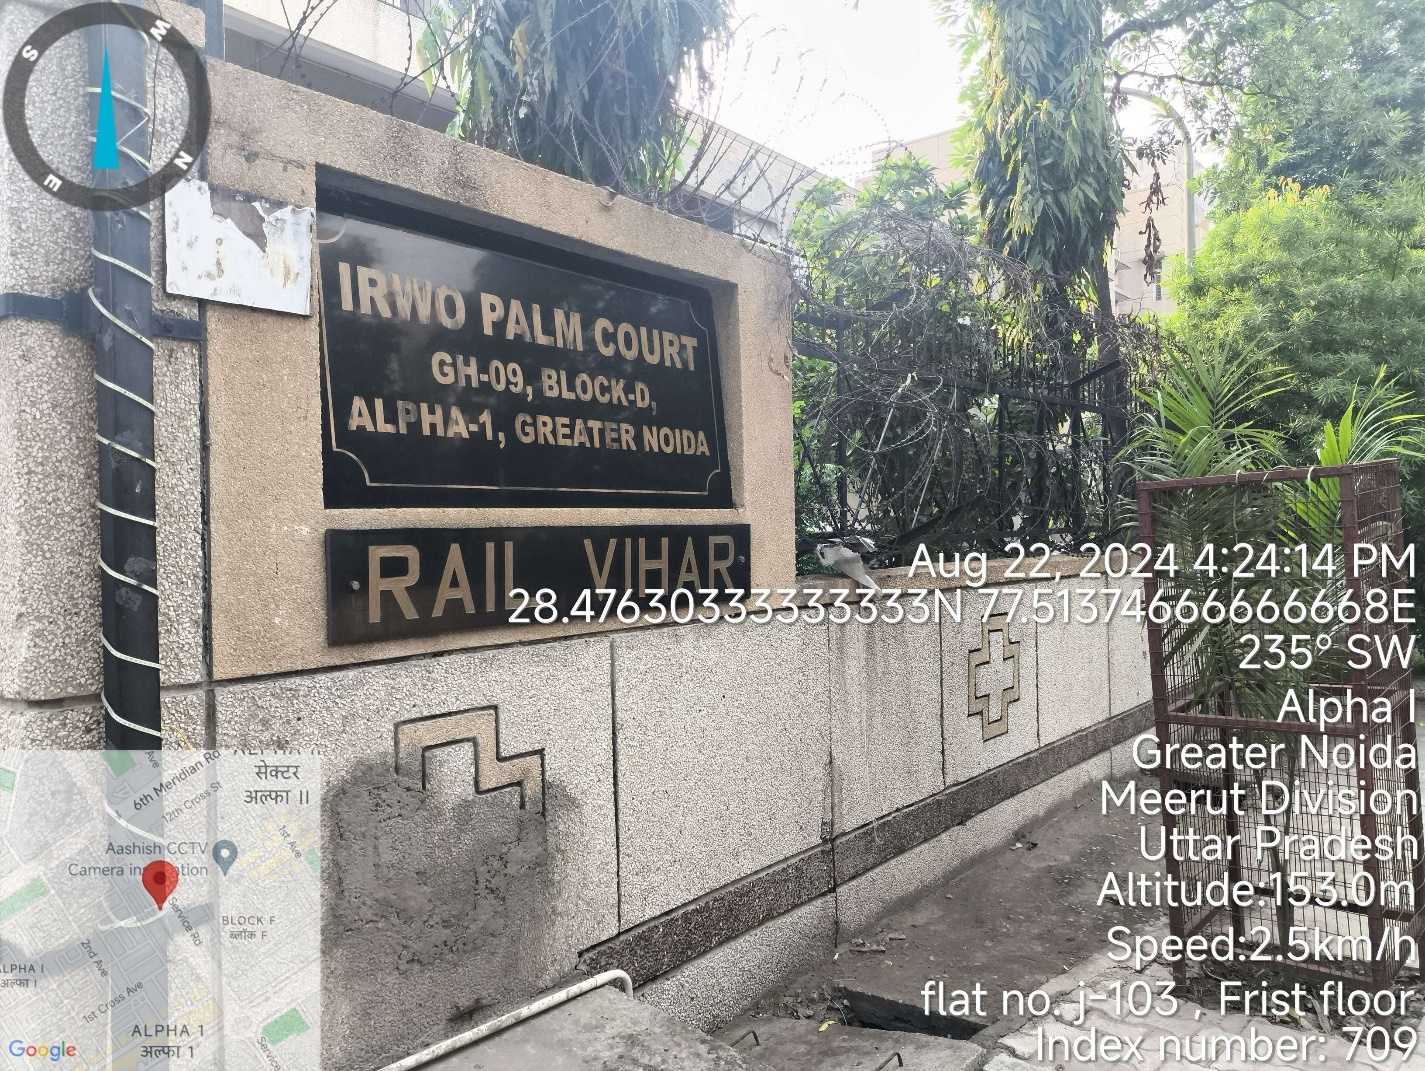 S
W
N
E
IRWO PALM COURT
GH-09, BLOCK-D,
ALPHA-1, GREATER NOIDA
RAIL VIHAR
Aug 22, 2024 4:24:14 PM
28.476303333333333N 77.513746666666668E
235° SW
Alpha I
Greater Noida
Meerut Division
Uttar Pradesh
Altitude:153.0m
Speed:2.5km/h
flat no. j-103 , Frist floor
Index number: 709
6th Meridian Rd
12th Cross St
सेक्टर
अल्फा II
1st Ave
Aashish CCTV
Camera
Service Rd
BLOCK F
ब्लॉक F
2nd Ave
ALPHA I
अल्फा I
1st Cross Ave
ALPHA 1
अल्फा 1
Service
Google